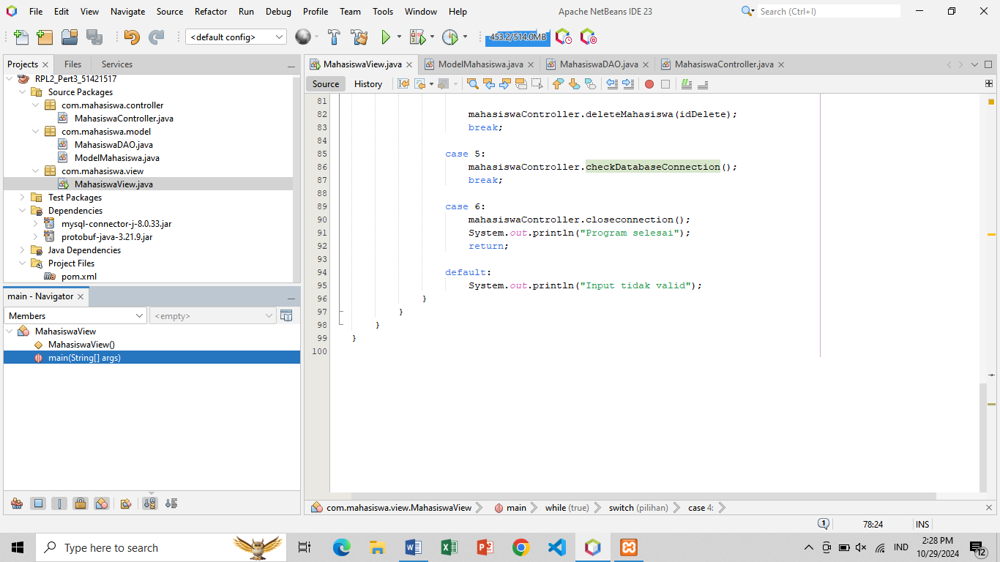 File Edit View Navigate Source Refactor Run Debug Profile Team Tools Window Help
Apache NetBeans IDE 23
Search (Ctrl+I)
<default config>
453.2/514.0MB
Projects Files Services
RPL2_Pert3_51421517
Source Packages
com.mahasiswa.controller
MahasiswaController.java
com.mahasiswa.model
MahasiswaDAO.java
ModelMahasiswa.java
com.mahasiswa.view
MahasiswaView.java
Test Packages
Dependencies
mysql-connector-j-8.0.33.jar
protobuf-java-3.21.9.jar
Java Dependencies
Project Files
pom.xml
main - Navigator
Members
<empty>
MahasiswaView
MahasiswaView()
main(String[] args)
MahasiswaView.java ModelMahasiswa.java MahasiswaDAO.java MahasiswaController.java
Source History
81
82 mahasiswaController.deleteMahasiswa(idDelete);
83 break;
84
85 case 5:
86 mahasiswaController.checkDatabaseConnection();
87 break;
88
89 case 6:
90 mahasiswaController.closeconnection();
91 System.out.println("Program selesai");
92 return;
93
94 default:
95 System.out.println("Input tidak valid");
96 }
97 }
98 }
99 }
100
com.mahasiswa.view.MahasiswaView main while (true) switch (pilihan) case 4:
1 78:24 INS
Type here to search
IND
2:28 PM
10/29/2024
12